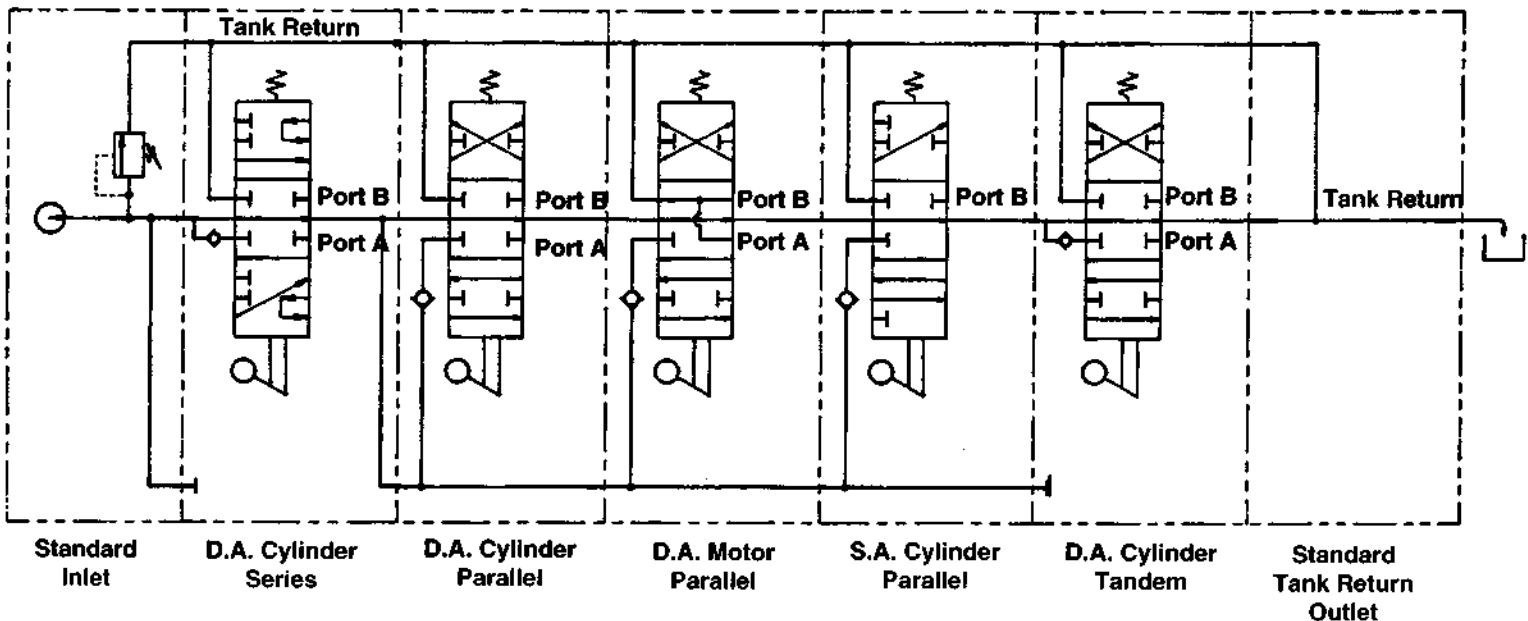 Tank Return
Port B
Port A
Port B
Port A
Port B
Port A
Port B
Port B
Port A
Tank Return
Standard
Inlet
D.A. Cylinder
Series
D.A. Cylinder
Parallel
D.A. Motor
Parallel
S.A. Cylinder
Parallel
D.A. Cylinder
Tandem
Standard
Tank Return
Outlet